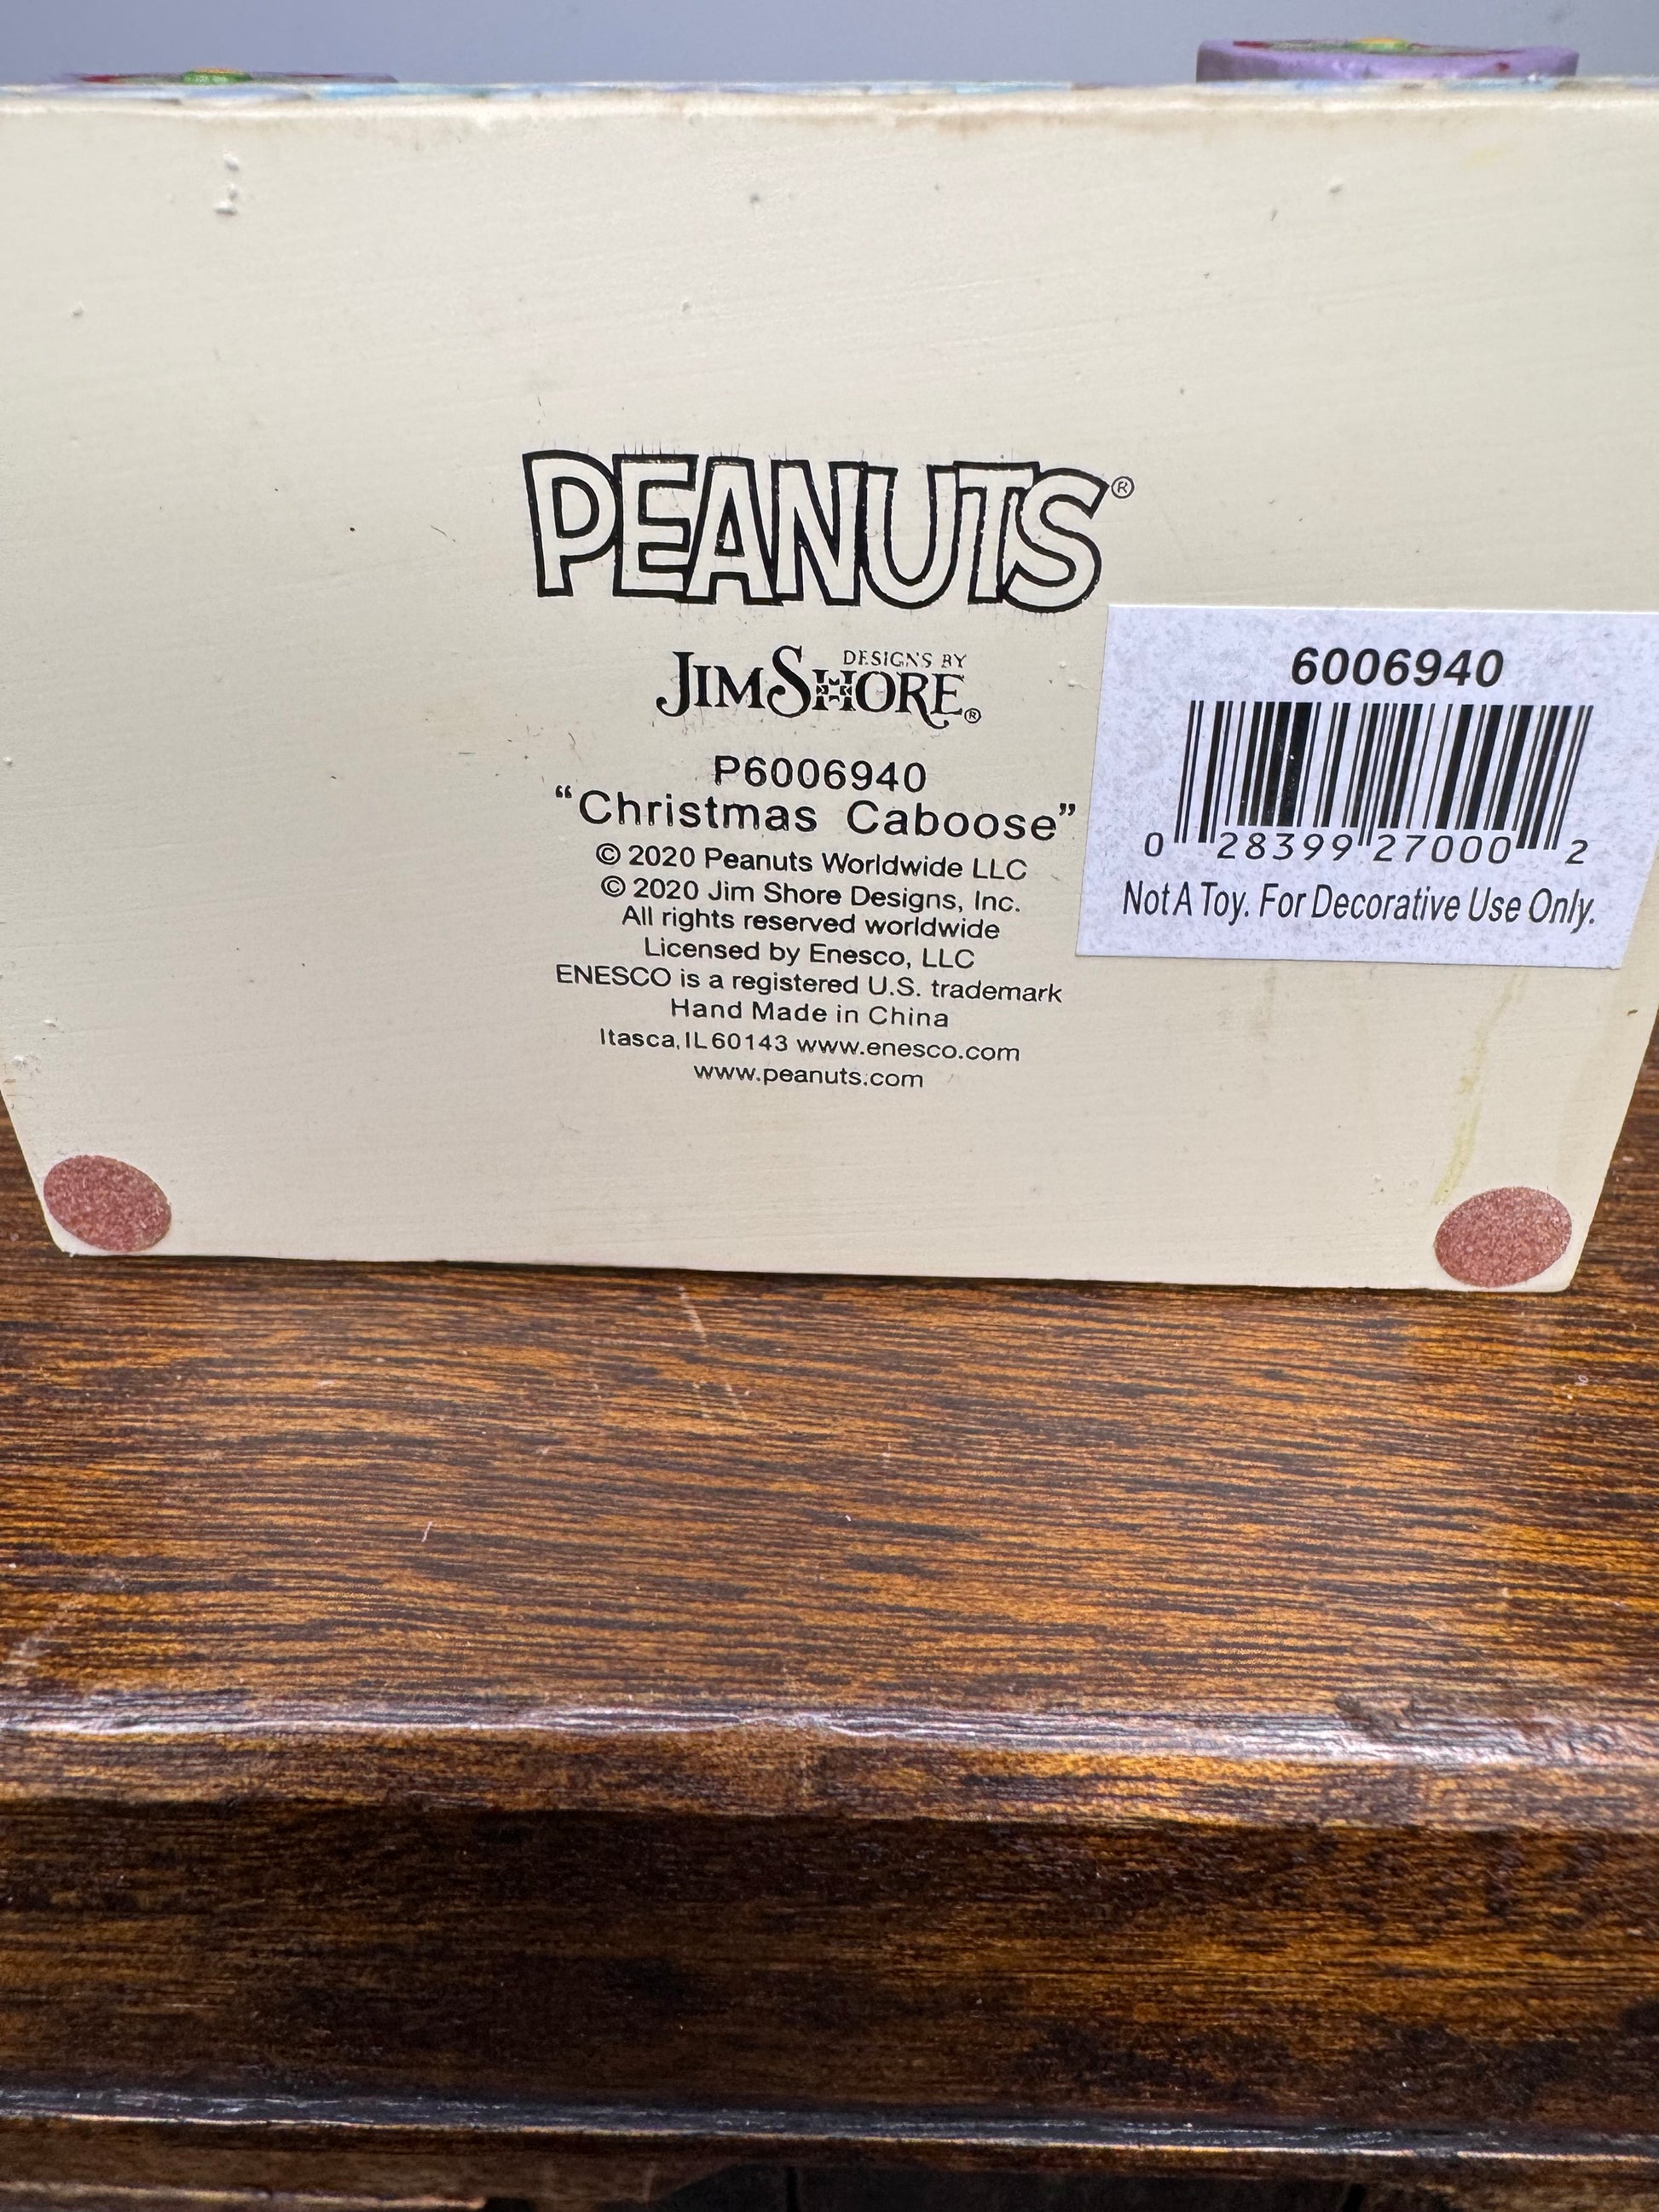 PEANUTS®
DESIGNS BY
JIM SHORE®
P6006940
“Christmas Caboose”
© 2020 Peanuts Worldwide LLC
© 2020 Jim Shore Designs, Inc.
All rights reserved worldwide
Licensed by Enesco, LLC
ENESCO is a registered U.S. trademark
Hand Made in China
Itasca, IL 60143 www.enesco.com
www.peanuts.com
6006940
0 28399 27000 2
Not A Toy. For Decorative Use Only.